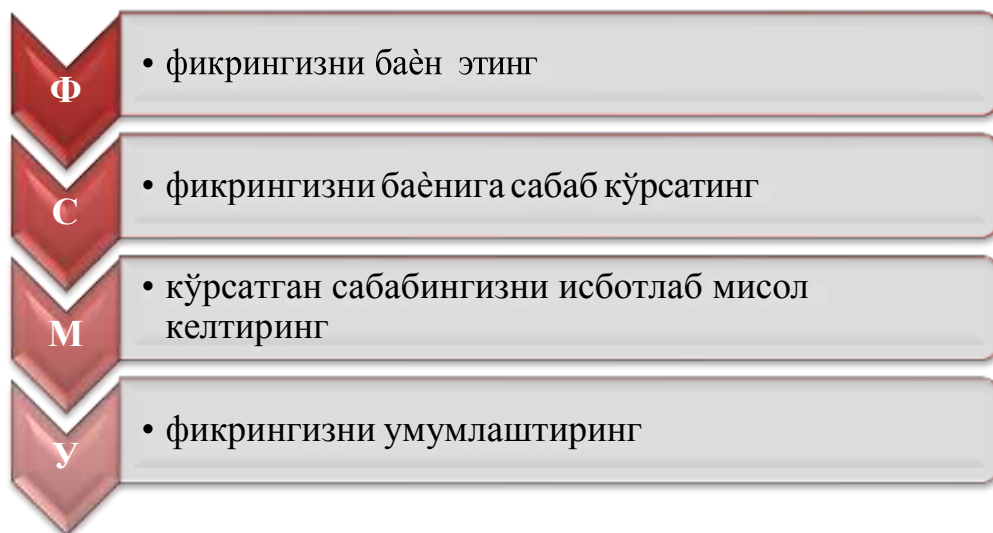 Ф
• фикрингизни баѐн этинг
С
• фикрингизни баѐнига сабаб кўрсатинг
М
• кўрсатган сабабингизни исботлаб мисол
келтиринг
У
• фикрингизни умумлаштиринг